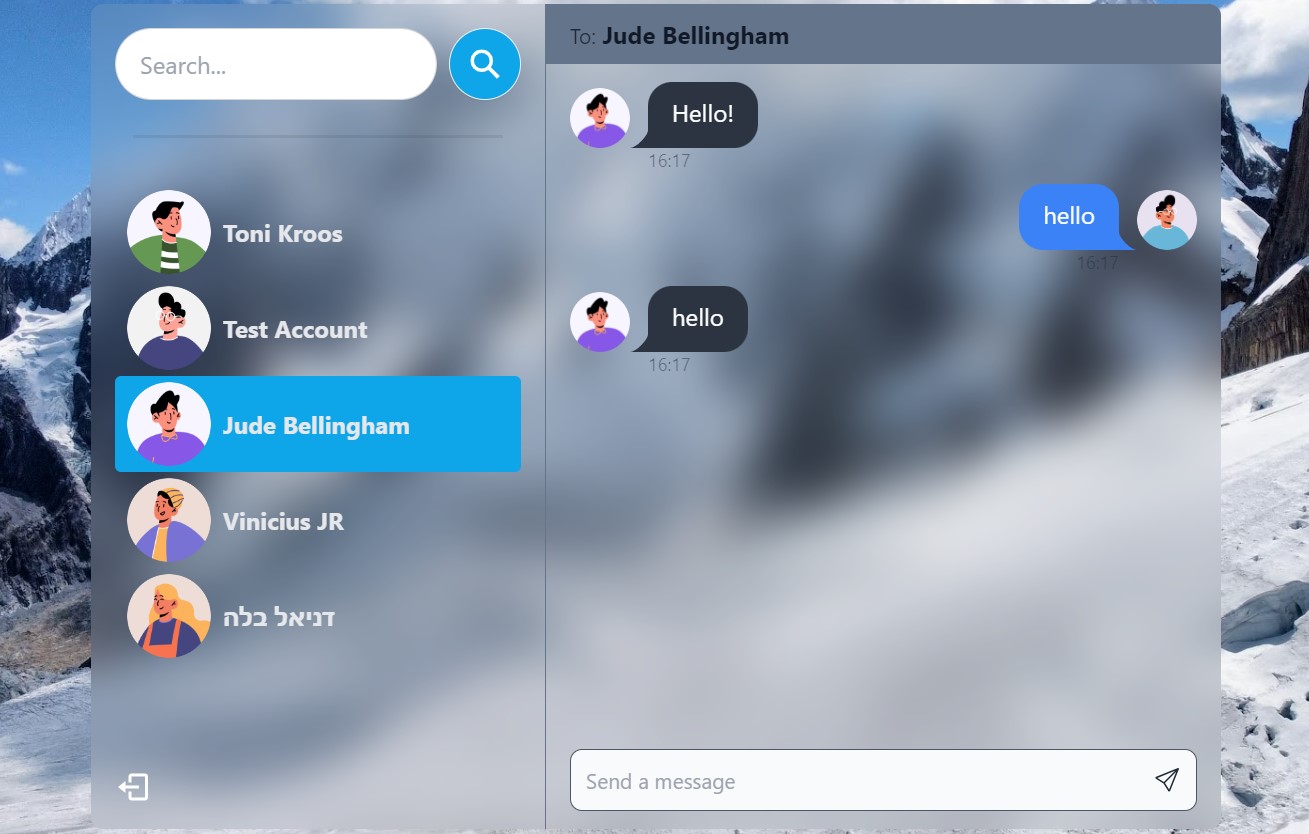 Search...
Toni Kroos
Test Account
Jude Bellingham
Vinicius JR
דניאל בלה
To: Jude Bellingham
Hello!
16:17
hello
16:17
hello
16:17
Send a message